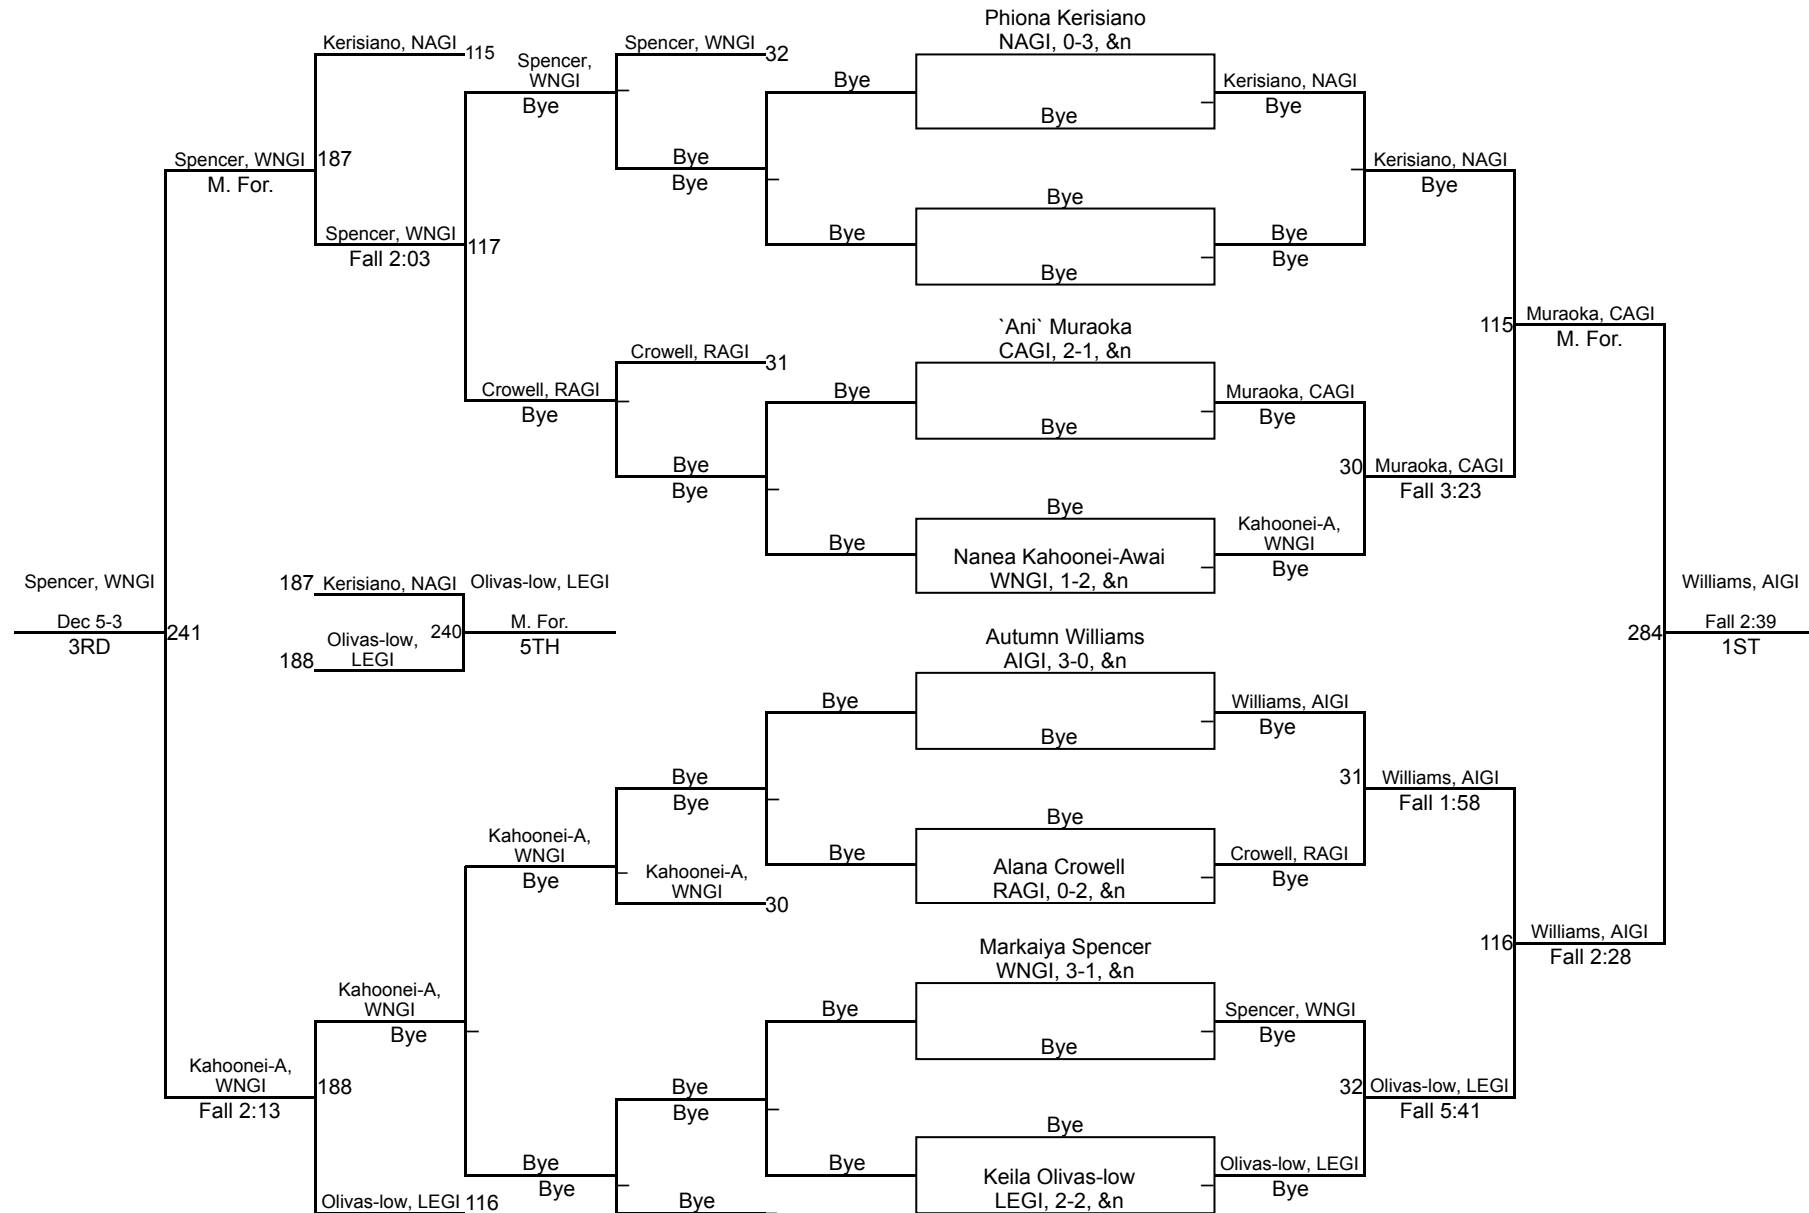 Phiona Kerisiano
NAGI, 0-3, &n
Kerisiano, NAGI
115
Spencer, WNGI
32
Spencer,
WNGI
Bye
Bye
Bye
Kerisiano, NAGI
Bye
Spencer, WNGI
187
M. For.
Bye
Bye
Kerisiano, NAGI
Bye
Bye
Spencer, WNGI
117
Fall 2:03
Bye
Bye
Bye
Bye
`Ani` Muraoka
CAGI, 2-1, &n
115
Muraoka, CAGI
M. For.
Crowell, RAGI
31
Crowell, RAGI
Bye
Bye
Bye
Muraoka, CAGI
Bye
Bye
Bye
30
Muraoka, CAGI
Fall 3:23
Bye
Bye
Nanea Kahoonei-Awai
WNGI, 1-2, &n
Kahoonei-A,
WNGI
Bye
Spencer, WNGI
Dec 5-3
3RD
241
187
Kerisiano, NAGI
Olivas-low,
LEGI
188
240
Olivas-low, LEGI
M. For.
5TH
Williams, AIGI
284
Fall 2:39
1ST
Autumn Williams
AIGI, 3-0, &n
Bye
Bye
Williams, AIGI
Bye
Bye
Bye
31
Williams, AIGI
Fall 1:58
Kahoonei-A,
WNGI
Bye
Kahoonei-A,
WNGI
30
Bye
Bye
Alana Crowell
RAGI, 0-2, &n
Crowell, RAGI
Bye
116
Williams, AIGI
Fall 2:28
Markaiya Spencer
WNGI, 3-1, &n
Kahoonei-A,
WNGI
Bye
Bye
Bye
Spencer, WNGI
Bye
Kahoonei-A,
WNGI
188
Fall 2:13
Bye
Bye
32
Olivas-low, LEGI
Fall 5:41
Bye
Bye
Bye
Bye
Keila Olivas-low
LEGI, 2-2, &n
Olivas-low, LEGI
Bye
Olivas-low, LEGI
116
Bye